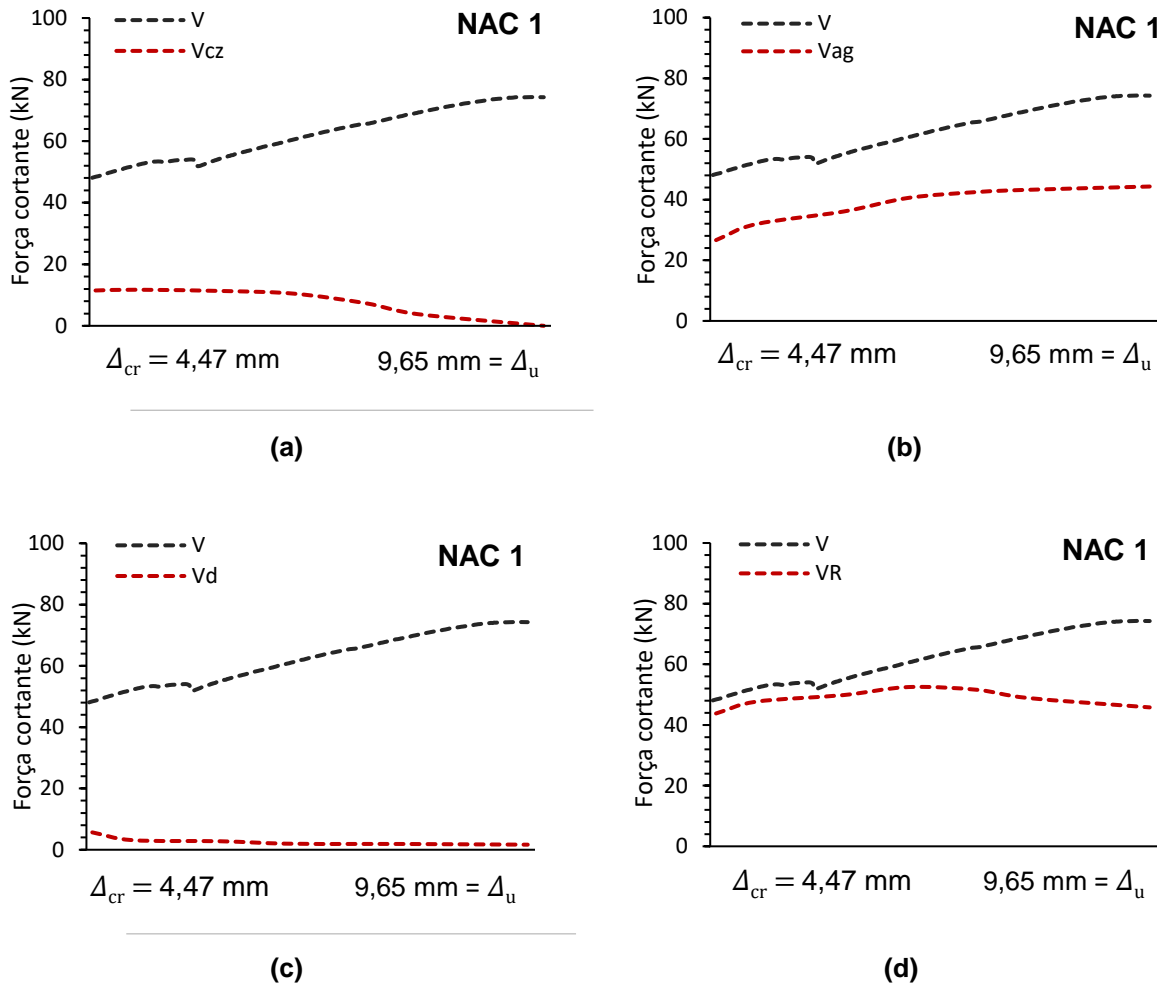 NAC 1
V
Vcz
Força cortante (kN)
100
80
60
40
20
0
Δcr = 4,47 mm 9,65 mm = Δu
(a)
NAC 1
V
Vag
Força cortante (kN)
100
80
60
40
20
0
Δcr = 4,47 mm 9,65 mm = Δu
(b)
NAC 1
V
Vd
Força cortante (kN)
100
80
60
40
20
0
Δcr = 4,47 mm 9,65 mm = Δu
(c)
NAC 1
V
VR
Força cortante (kN)
100
80
60
40
20
0
Δcr = 4,47 mm 9,65 mm = Δu
(d)